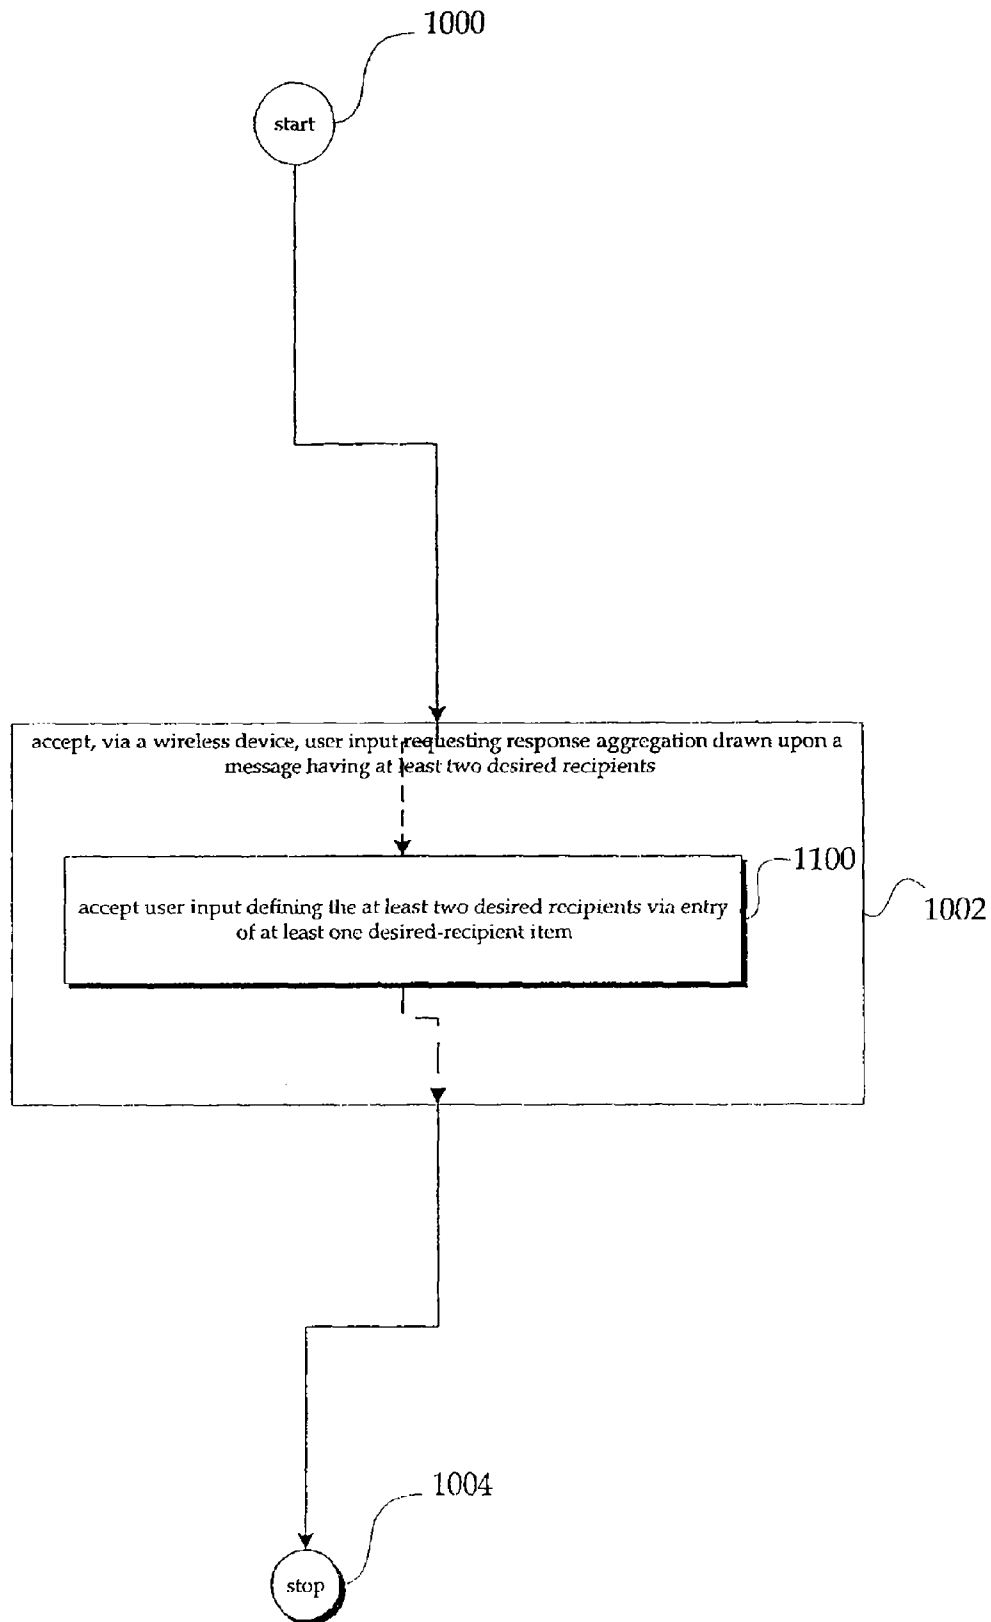 1000
start
accept, via a wireless device, user input requesting response aggregation drawn upon a
message having at least two desired recipients
1100
accept user input defining the at least two desired recipients via entry
of at least one desired-recipient item
1002
1004
stop